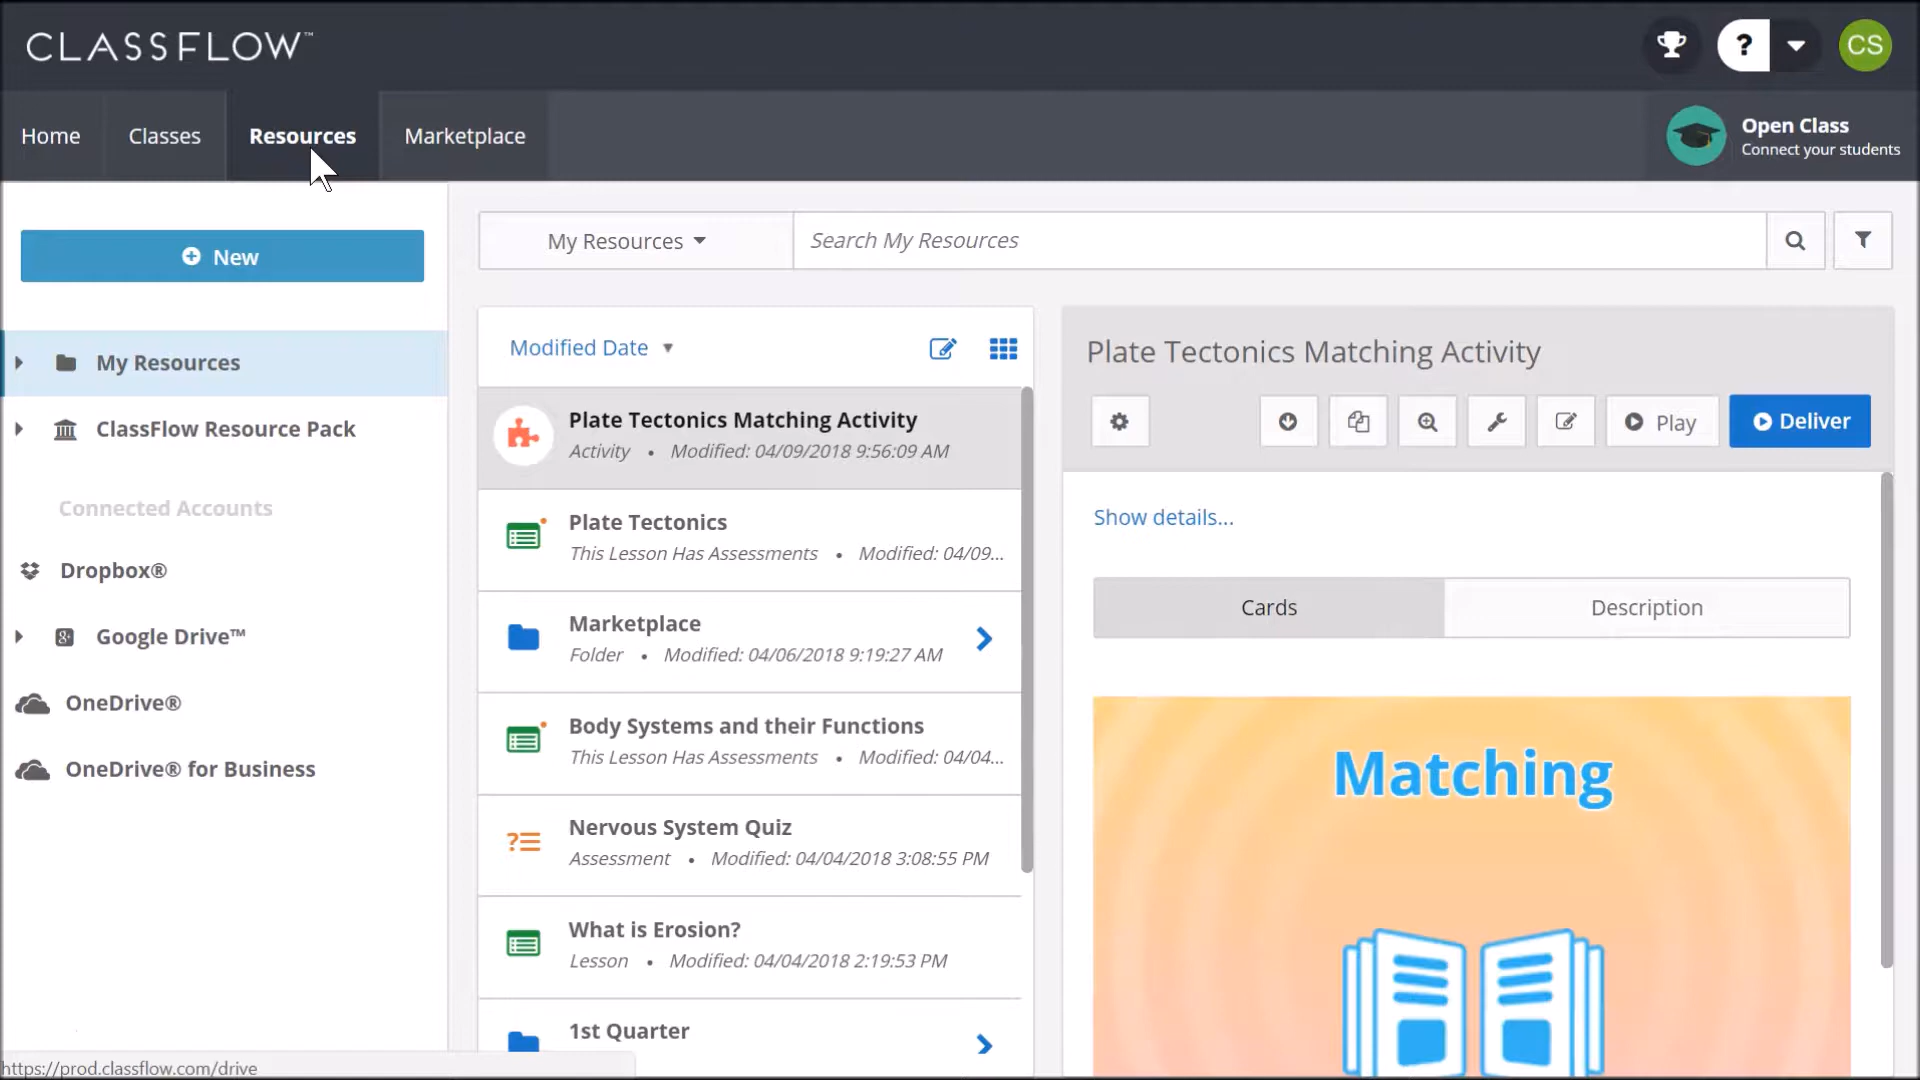 CLASSFLOW™
?
CS
Home
Classes
Resources
Marketplace
Open Class
Connect your students
New
My Resources
Search My Resources
My Resources
ClassFlow Resource Pack
Connected Accounts
Dropbox®
Google Drive™
OneDrive®
OneDrive® for Business
Modified Date
Plate Tectonics Matching Activity
Activity • Modified: 04/09/2018 9:56:09 AM
Plate Tectonics
This Lesson Has Assessments • Modified: 04/09...
Marketplace
Folder • Modified: 04/06/2018 9:19:27 AM
Body Systems and their Functions
This Lesson Has Assessments • Modified: 04/04...
Nervous System Quiz
Assessment • Modified: 04/04/2018 3:08:55 PM
What is Erosion?
Lesson • Modified: 04/04/2018 2:19:53 PM
1st Quarter
Plate Tectonics Matching Activity
Play
Deliver
Show details...
Cards
Description
Matching
https://prod.classflow.com/drive